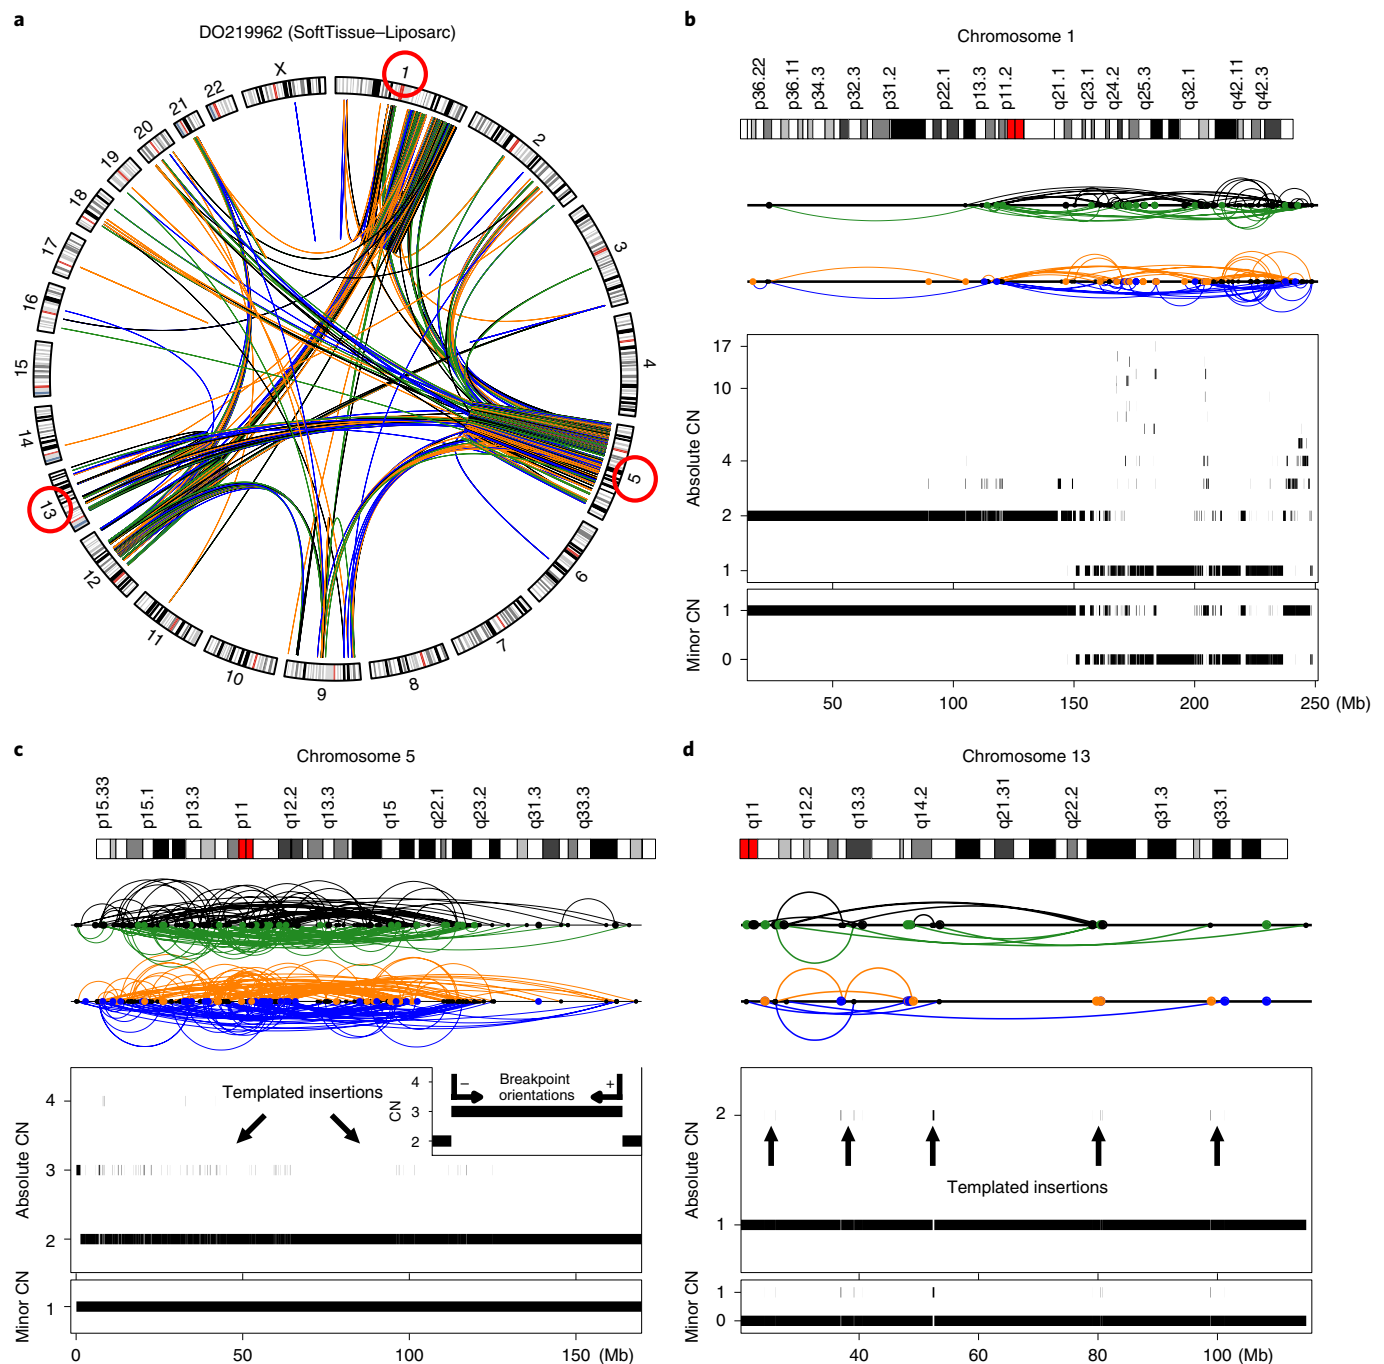 a
DO219962 (SoftTissue–Liposarc)
1
2
3
4
5
6
7
8
9
10
11
12
13
14
15
16
17
18
19
20
21
22
X
b
Chromosome 1
p36.22 p36.11 p34.3 p32.3 p31.2 p22.1 p13.3 p11.2 q21.1 q23.1 q24.2 q25.3 q32.1 q42.11 q42.3
Absolute CN
17
10
4
2
1
Minor CN
1
0
50 100 150 200 250 (Mb)
c
Chromosome 5
p15.33 p15.1 p13.3 p11 q12.2 q13.3 q15 q22.1 q23.2 q31.3 q33.3
Absolute CN
4
3
2
Templated insertions
CN
4
3
2
– Breakpoint +
orientations
Minor CN
1
0 50 100 150 (Mb)
d
Chromosome 13
q11 q12.2 q13.3 q14.2 q21.31 q22.2 q31.3 q33.1
Absolute CN
2
1
Templated insertions
Minor CN
1
0
40 60 80 100 (Mb)